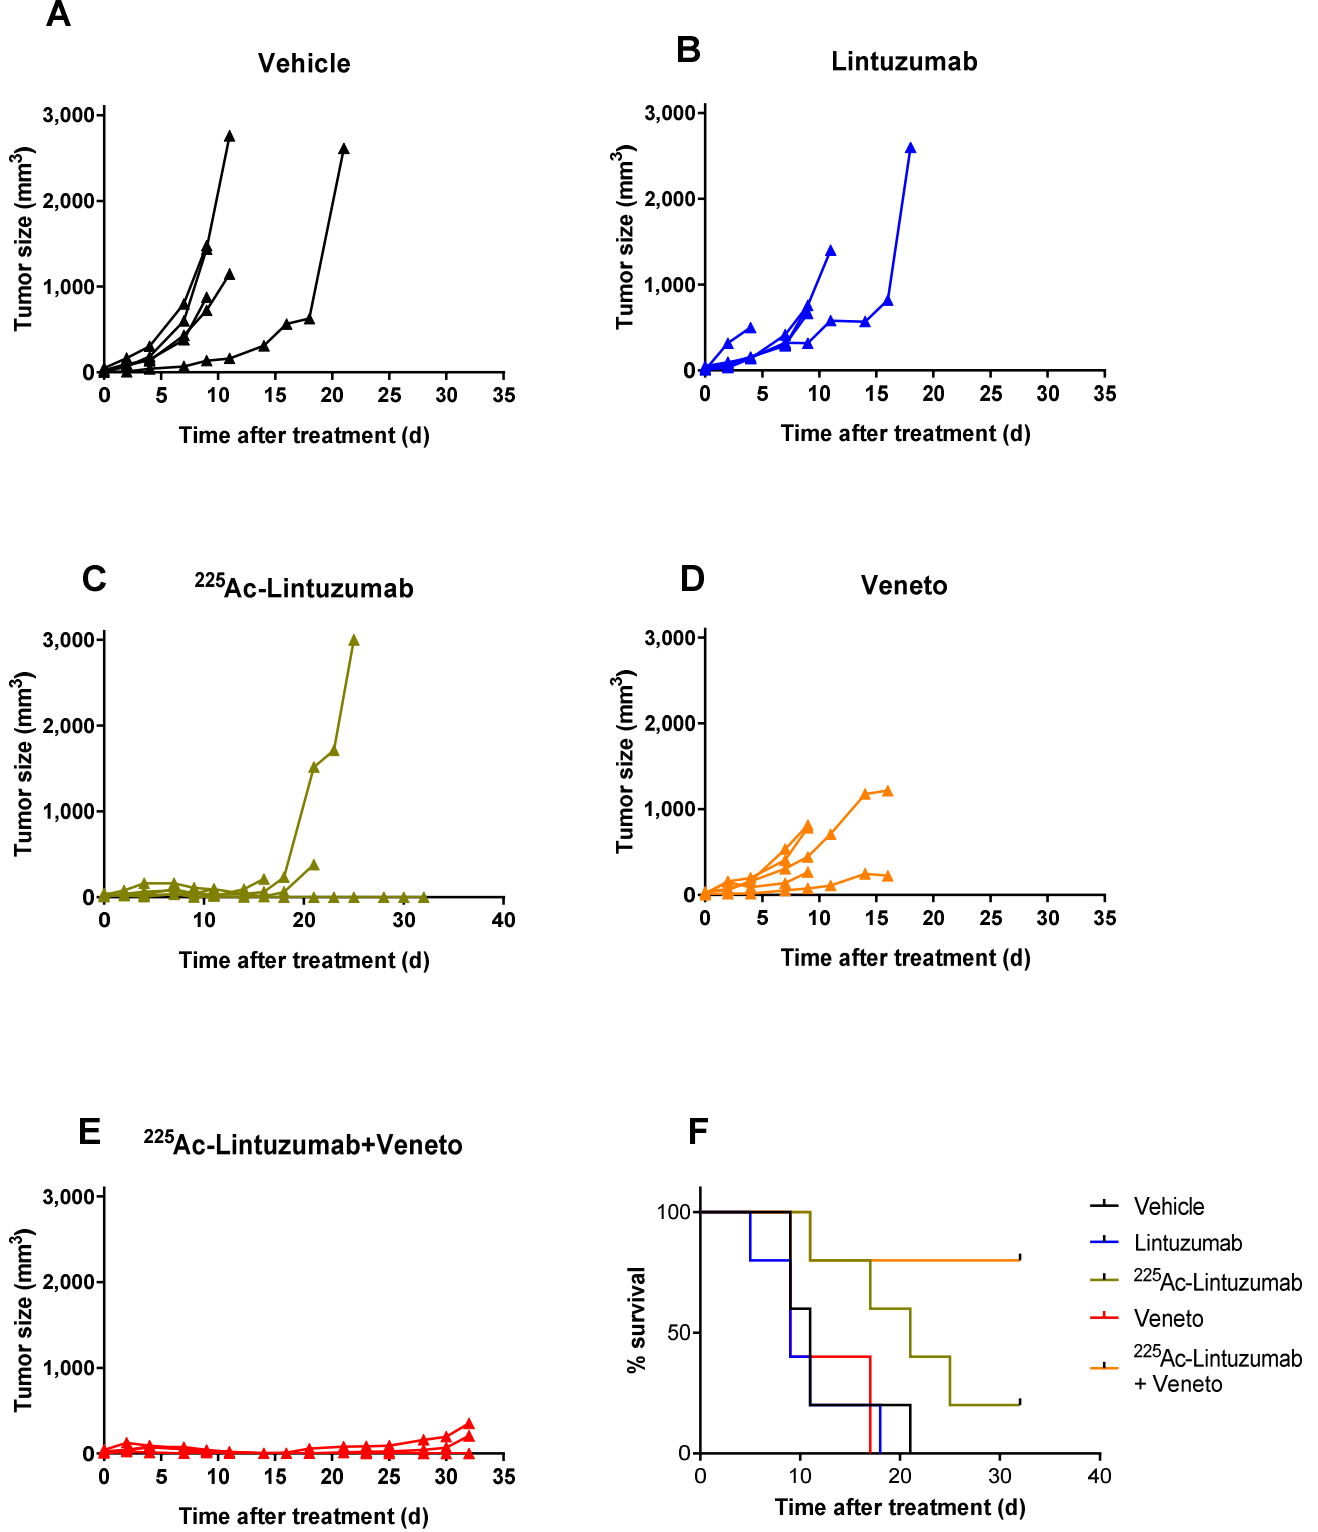 A
Vehicle
3,000
2,000
1,000
0
Tumor size (mm3)
0 5 10 15 20 25 30 35
Time after treatment (d)
B
Lintuzumab
3,000
2,000
1,000
0
Tumor size (mm3)
0 5 10 15 20 25 30 35
Time after treatment (d)
C
225Ac-Lintuzumab
3,000
2,000
1,000
0
Tumor size (mm3)
0 10 20 30 40
Time after treatment (d)
D
Veneto
3,000
2,000
1,000
0
Tumor size (mm3)
0 5 10 15 20 25 30 35
Time after treatment (d)
E
225Ac-Lintuzumab+Veneto
3,000
2,000
1,000
0
Tumor size (mm3)
0 5 10 15 20 25 30 35
Time after treatment (d)
F
100
50
0
% survival
0 10 20 30 40
Time after treatment (d)
Vehicle
Lintuzumab
225Ac-Lintuzumab
Veneto
225Ac-Lintuzumab
+ Veneto